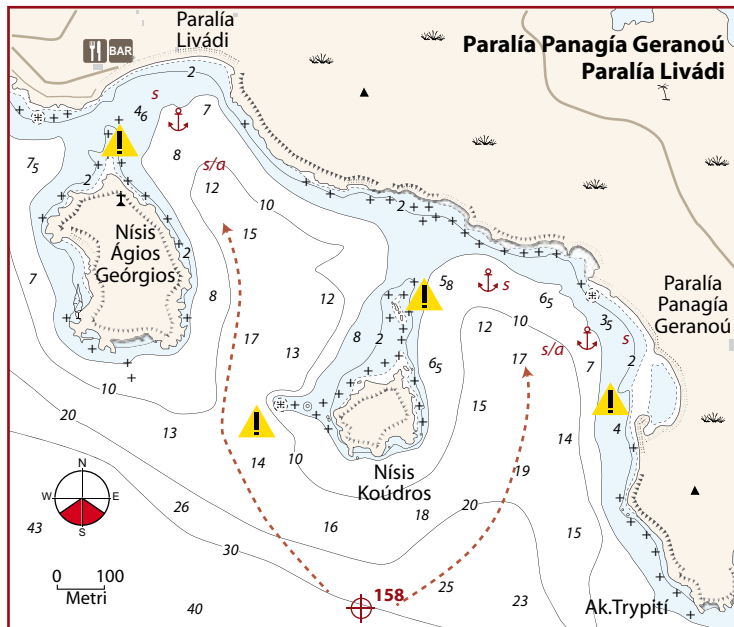 Paralía
Livádi
BAR
Paralía Panagía Geranoú
Paralía Livádi
2
s
4₆
7
8
s/a
7₅
12
10
2
15
2
Nísis
Ágios
Geórgios
2
7
8
12
5₈
s
6₅
3₅
Paralía
Panagía
Geranoú
17
8
2
12
10
s
13
6₅
s/a
17
7
2
10
15
20
13
4
14
10
14
Nísis
Koúdros
19
N
W
E
S
26
18
20
16
15
43
30
0 100
Metri
158
25
23
40
Ak.Trypití